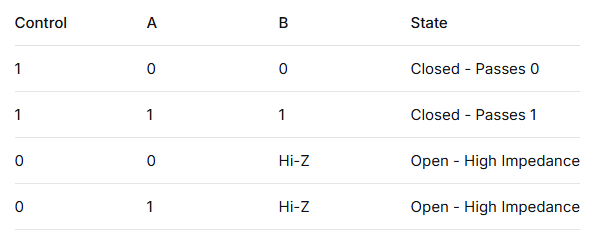 Control A B State
1 0 0 Closed - Passes 0
1 1 1 Closed - Passes 1
0 0 Hi-Z Open - High Impedance
0 1 Hi-Z Open - High Impedance